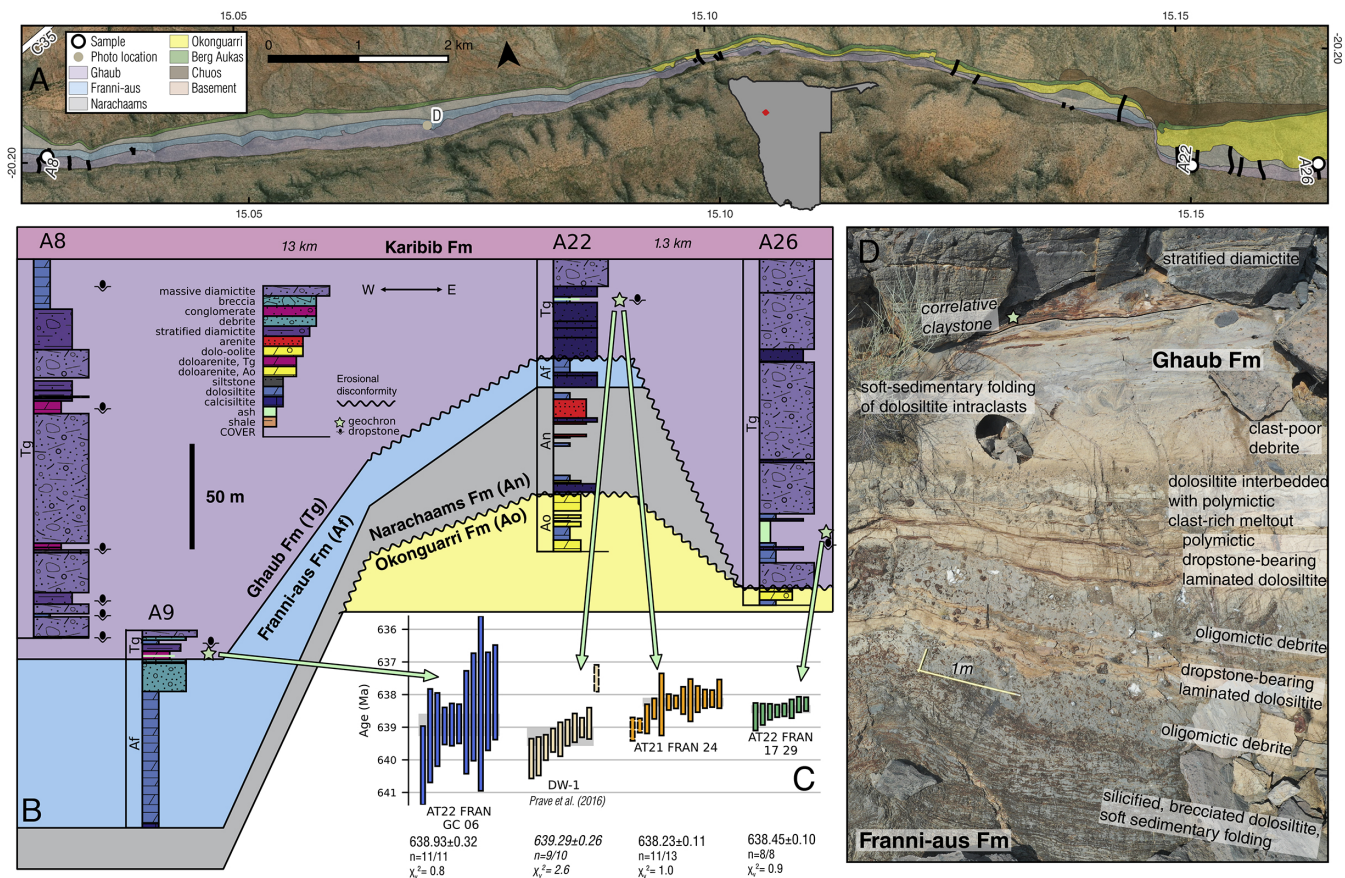 15.05
15.10
15.15
C35
A
Sample
Photo location
Ghaub
Franni-aus
Narachaams
Okonguarri
Berg Aukas
Chuos
Basement
0
1
2 km
-20.20
-20.20
D
A8
A22
A26
15.05
15.10
15.15
A8
13 km
Karibib Fm
A22
1.3 km
A26
massive diamictite
breccia
conglomerate
debrite
stratified diamictite
arenite
dolo-oolite
doloarenite, Tg
doloarenite, Ao
siltstone
dolosiltite
calcisiltite
ash
shale
COVER
W
E
Erosional
disconformity
geochron
dropstone
50 m
Tg
Tg
Af
An
Ao
Tg
Ghaub Fm (Tg)
Franni-aus Fm (Af)
Narachaams Fm (An)
Okonguarri Fm (Ao)
A9
Tg
Af
B
Age (Ma)
636
637
638
639
640
641
AT22 FRAN
GC 06
DW-1
Prave et al. (2016)
AT21 FRAN 24
AT22 FRAN
17 29
C
638.93±0.32
n=11/11
χᵥ²= 0.8
639.29±0.26
n=9/10
χᵥ²= 2.6
638.23±0.11
n=11/13
χᵥ²= 1.0
638.45±0.10
n=8/8
χᵥ²= 0.9
D
stratified diamictite
correlative
claystone
Ghaub Fm
soft-sedimentary folding
of dolosiltite intraclasts
clast-poor
debrite
dolosiltite interbedded
with polymictic
clast-rich meltout
polymictic
dropstone-bearing
laminated dolosiltite
oligomictic debrite
1m
dropstone-bearing
laminated dolosiltite
oligomictic debrite
silicified, brecciated dolosiltite,
soft sedimentary folding
Franni-aus Fm